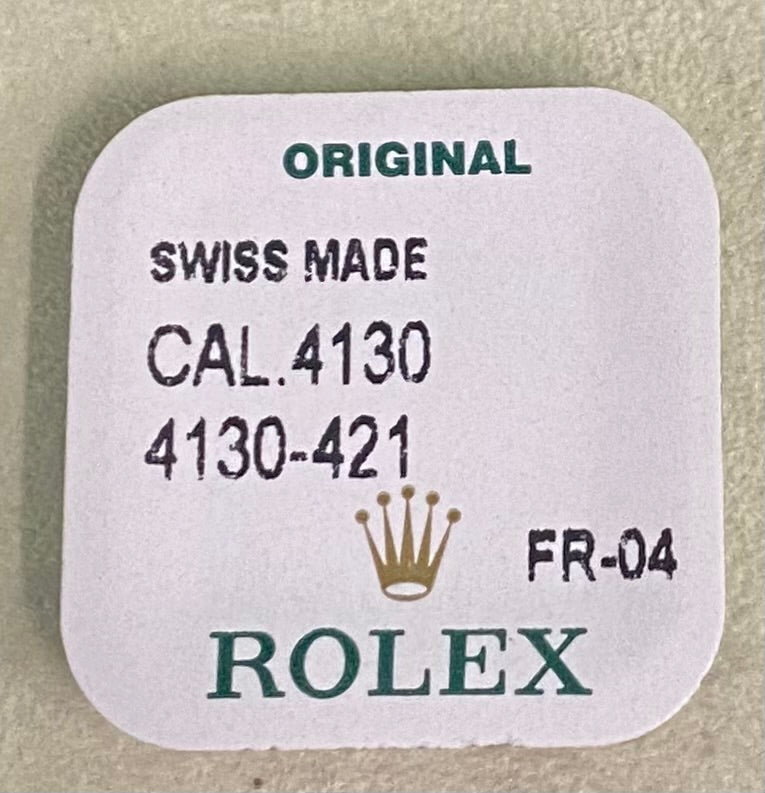 ORIGINAL
SWISS MADE
CAL.4130
4130-421
FR-04
ROLEX